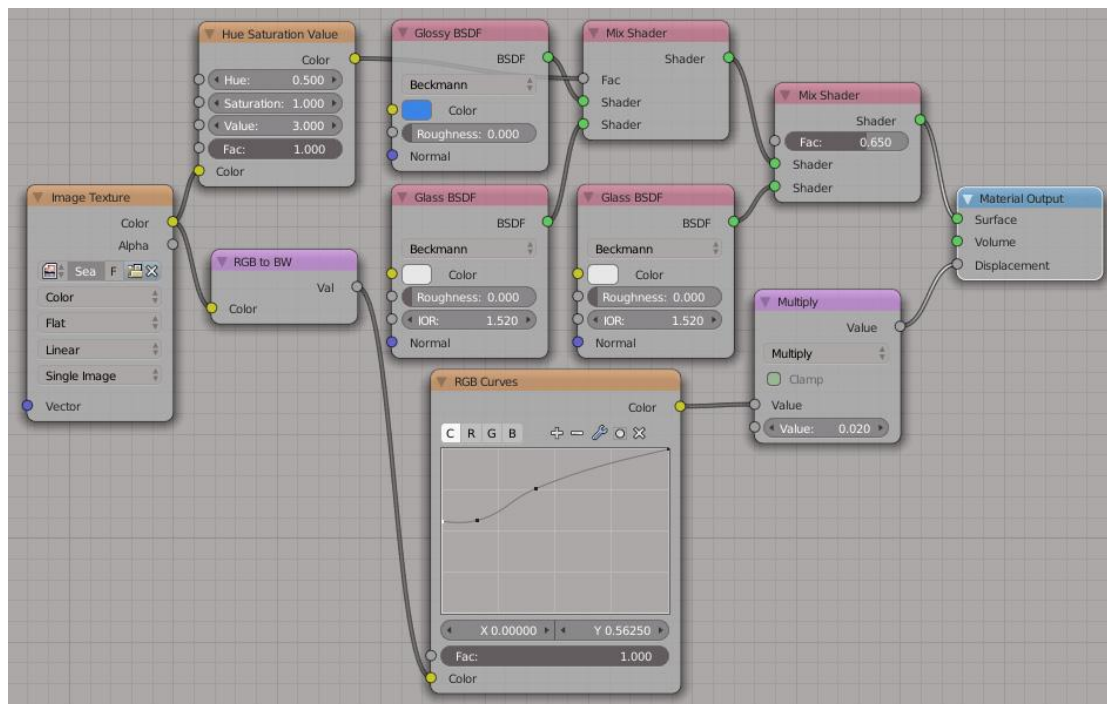 Hue Saturation Value
Color
Hue: 0.500
Saturation: 1.000
Value: 3.000
Fac: 1.000
Color
Glossy BSDF
BSDF
Beckmann
Color
Roughness: 0.000
Normal
Mix Shader
Shader
Fac
Shader
Shader
Mix Shader
Shader
Fac: 0.650
Shader
Shader
Image Texture
Color
Alpha
Sea F
Color
Flat
Linear
Single Image
Vector
RGB to BW
Val
Color
Glass BSDF
BSDF
Beckmann
Color
Roughness: 0.000
IOR: 1.520
Normal
Glass BSDF
BSDF
Beckmann
Color
Roughness: 0.000
IOR: 1.520
Normal
Material Output
Surface
Volume
Displacement
Multiply
Value
Multiply
Clamp
Value
Value: 0.020
RGB Curves
Color
C R G B
X 0.00000 Y 0.56250
Fac: 1.000
Color